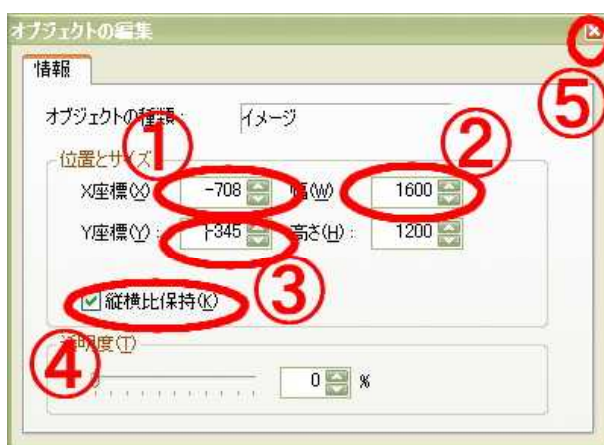 オブジェクトの編集
情報
⑤
オブジェクトの種類: イメージ
① ②
位置とサイズ
X座標(X) -708 幅(W) 1600
Y座標(Y): -345 高さ(H): 1200
③
縦横比保持(K)
④
透明度(T)
0 %